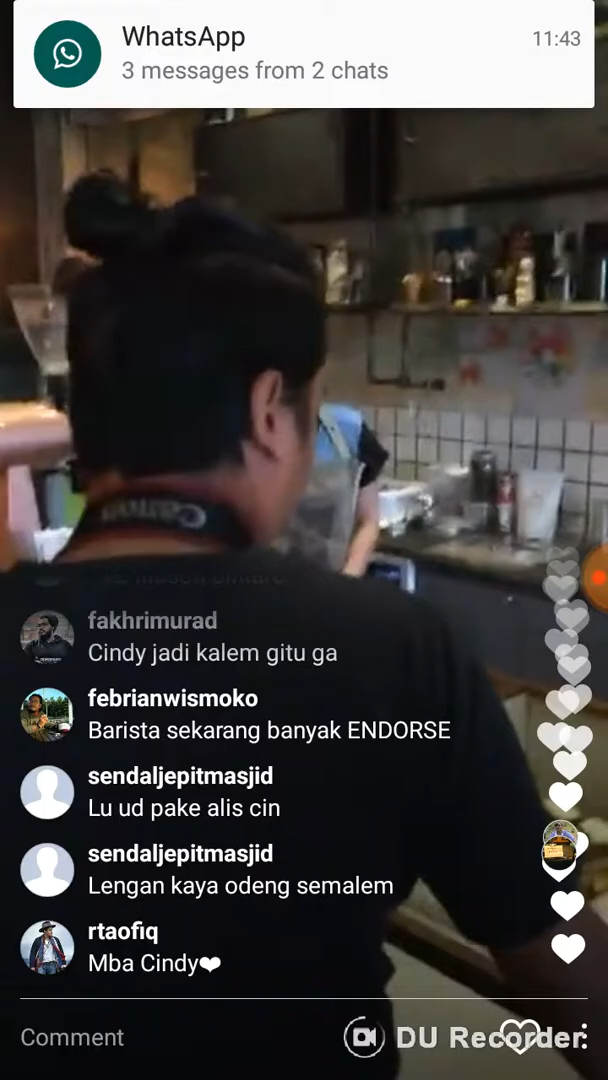 WhatsApp
11:43
3 messages from 2 chats
Canon
fakhrimurad
Cindy jadi kalem gitu ga
febrianwismoko
Barista sekarang banyak ENDORSE
sendaljepitmasjid
Lu ud pake alis cin
sendaljepitmasjid
Lengan kaya odeng semalem
rtaofiq
Mba Cindy❤
Comment
DU Recorder